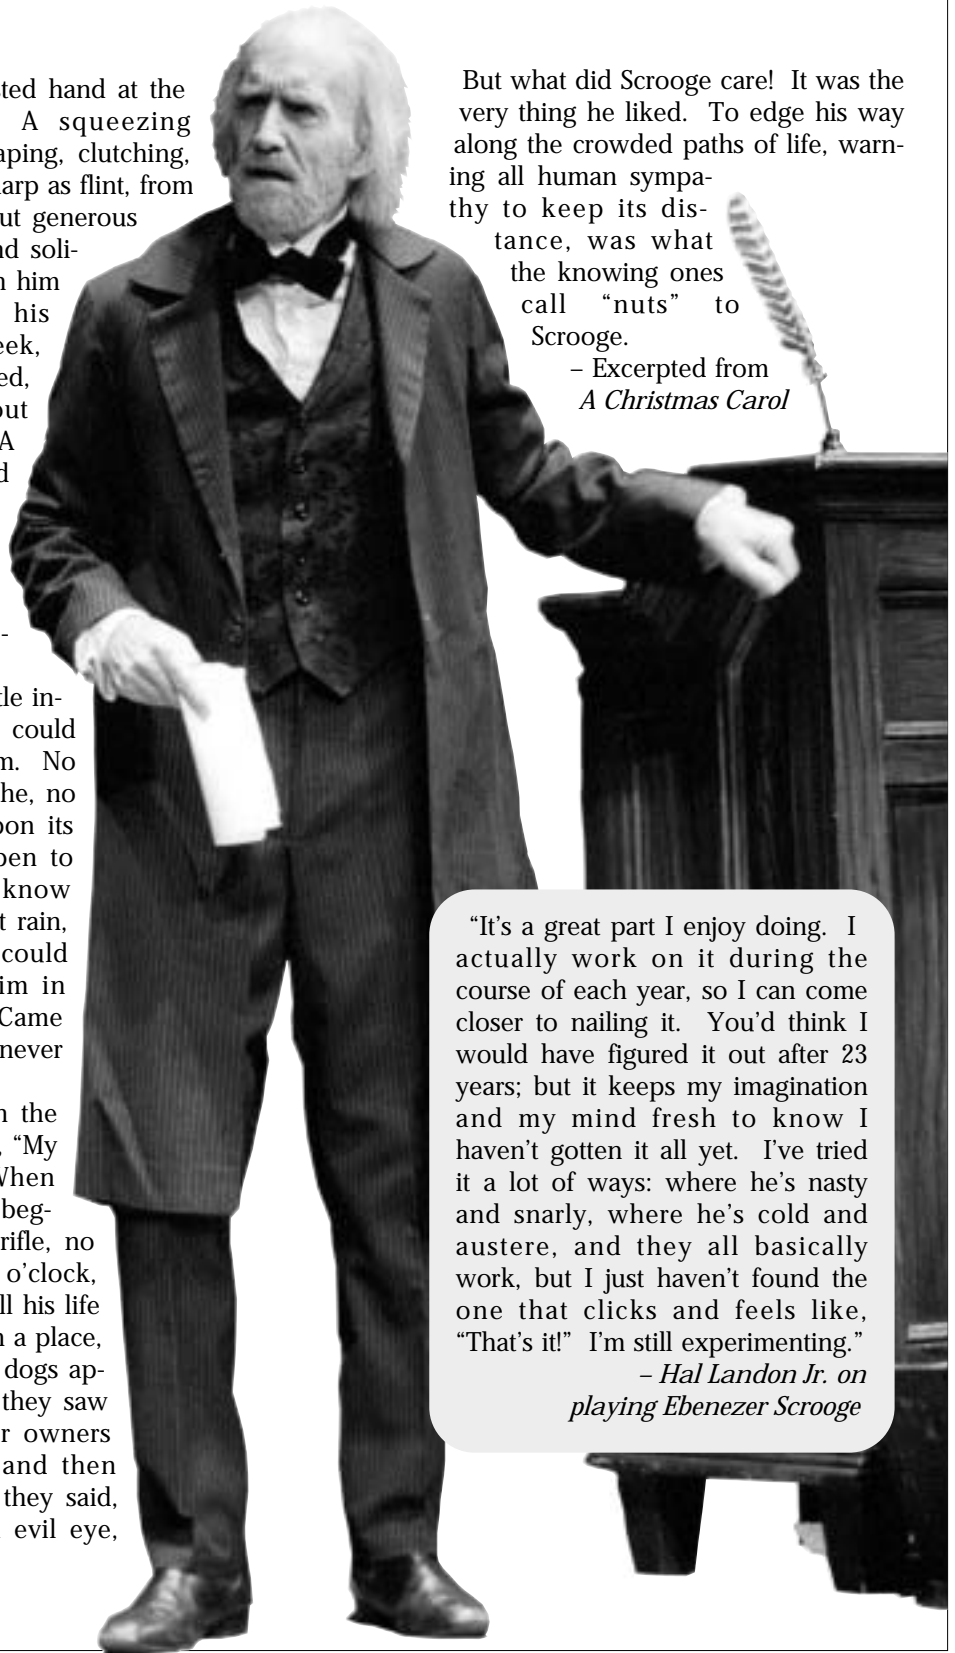 ted hand at the
A squeezing
aping, clutching,
arp as flint, from
ut generous
nd soli-
n him
his
eek,
ed,
out
A
d
-
tle in-
could
m. No
he, no
pon its
pen to
know
t rain,
could
im in
Came
never
n the
, “My
When
beg-
rifle, no
o'clock,
ll his life
n a place,
dogs ap-
they saw
r owners
and then
they said,
evil eye,
But what did Scrooge care! It was the
very thing he liked. To edge his way
along the crowded paths of life, warn-
ing all human sympa-
thy to keep its dis-
tance, was what
the knowing ones
call “nuts” to
Scrooge.
– Excerpted from
A Christmas Carol
“It's a great part I enjoy doing. I
actually work on it during the
course of each year, so I can come
closer to nailing it. You'd think I
would have figured it out after 23
years; but it keeps my imagination
and my mind fresh to know I
haven't gotten it all yet. I've tried
it a lot of ways: where he's nasty
and snarly, where he's cold and
austere, and they all basically
work, but I just haven't found the
one that clicks and feels like,
“That's it!” I'm still experimenting.”
– Hal Landon Jr. on
playing Ebenezer Scrooge